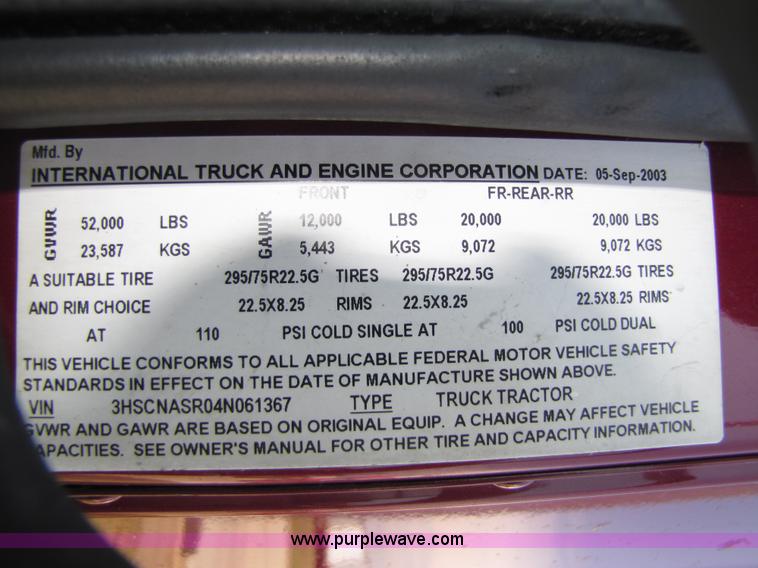 Mfd. By
INTERNATIONAL TRUCK AND ENGINE CORPORATION DATE: 05-Sep-2003
FRONT FR-REAR-RR
GVWR 52,000 LBS GAWR 12,000 LBS 20,000 20,000 LBS
23,587 KGS 5,443 KGS 9,072 9,072 KGS
A SUITABLE TIRE 295/75R22.5G TIRES 295/75R22.5G 295/75R22.5G TIRES
AND RIM CHOICE 22.5X8.25 RIMS 22.5X8.25 22.5X8.25 RIMS
AT 110 PSI COLD SINGLE AT 100 PSI COLD DUAL
THIS VEHICLE CONFORMS TO ALL APPLICABLE FEDERAL MOTOR VEHICLE SAFETY
STANDARDS IN EFFECT ON THE DATE OF MANUFACTURE SHOWN ABOVE.
VIN 3HSCNASR04N061367 TYPE TRUCK TRACTOR
GVWR AND GAWR ARE BASED ON ORIGINAL EQUIP. A CHANGE MAY AFFECT VEHICLE
CAPACITIES. SEE OWNER'S MANUAL FOR OTHER TIRE AND CAPACITY INFORMATION.
www.purplewave.com